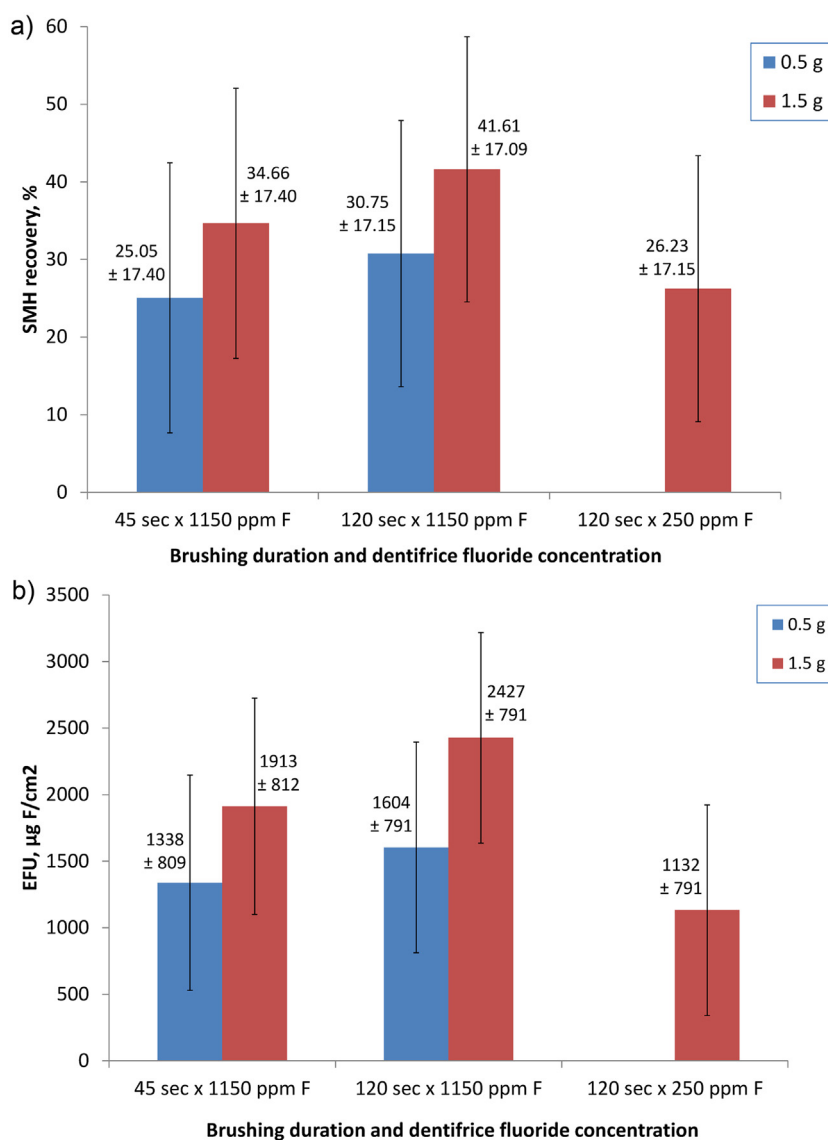 a)
60
50
40
30
20
10
0
SMH recovery, %
0.5 g
1.5 g
25.05
± 17.40
34.66
± 17.40
30.75
± 17.15
41.61
± 17.09
26.23
± 17.15
45 sec x 1150 ppm F
120 sec x 1150 ppm F
120 sec x 250 ppm F
Brushing duration and dentifrice fluoride concentration
b)
3500
3000
2500
2000
1500
1000
500
0
EFU, µg F/cm2
0.5 g
1.5 g
1338
± 809
1913
± 812
1604
± 791
2427
± 791
1132
± 791
45 sec x 1150 ppm F
120 sec x 1150 ppm F
120 sec x 250 ppm F
Brushing duration and dentifrice fluoride concentration